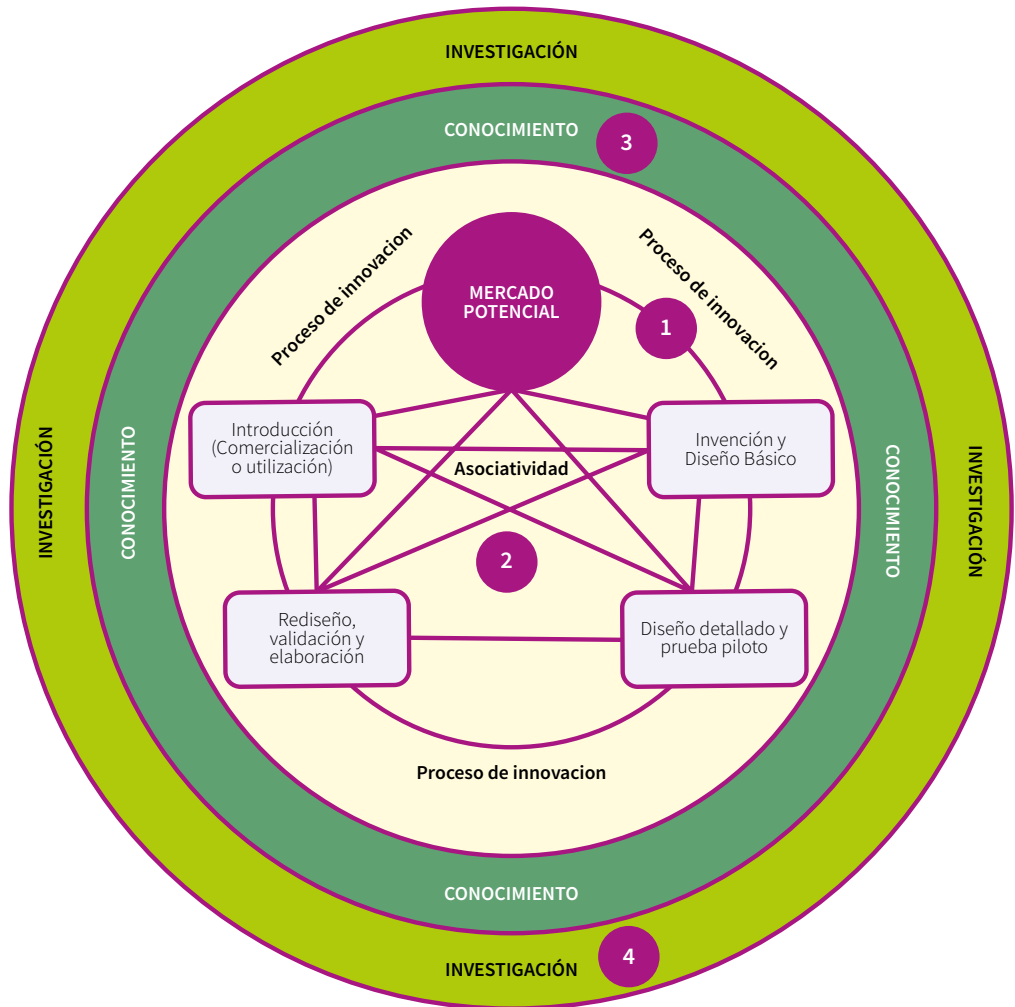 INVESTIGACIÓN
CONOCIMIENTO
3
Proceso de innovacion
Proceso de innovacion
MERCADO
POTENCIAL
1
Introducción
(Comercialización
o utilización)
Invención y
Diseño Básico
Asociatividad
INVESTIGACIÓN
CONOCIMIENTO
CONOCIMIENTO
INVESTIGACIÓN
2
Rediseño,
validación y
elaboración
Diseño detallado y
prueba piloto
Proceso de innovacion
CONOCIMIENTO
4
INVESTIGACIÓN